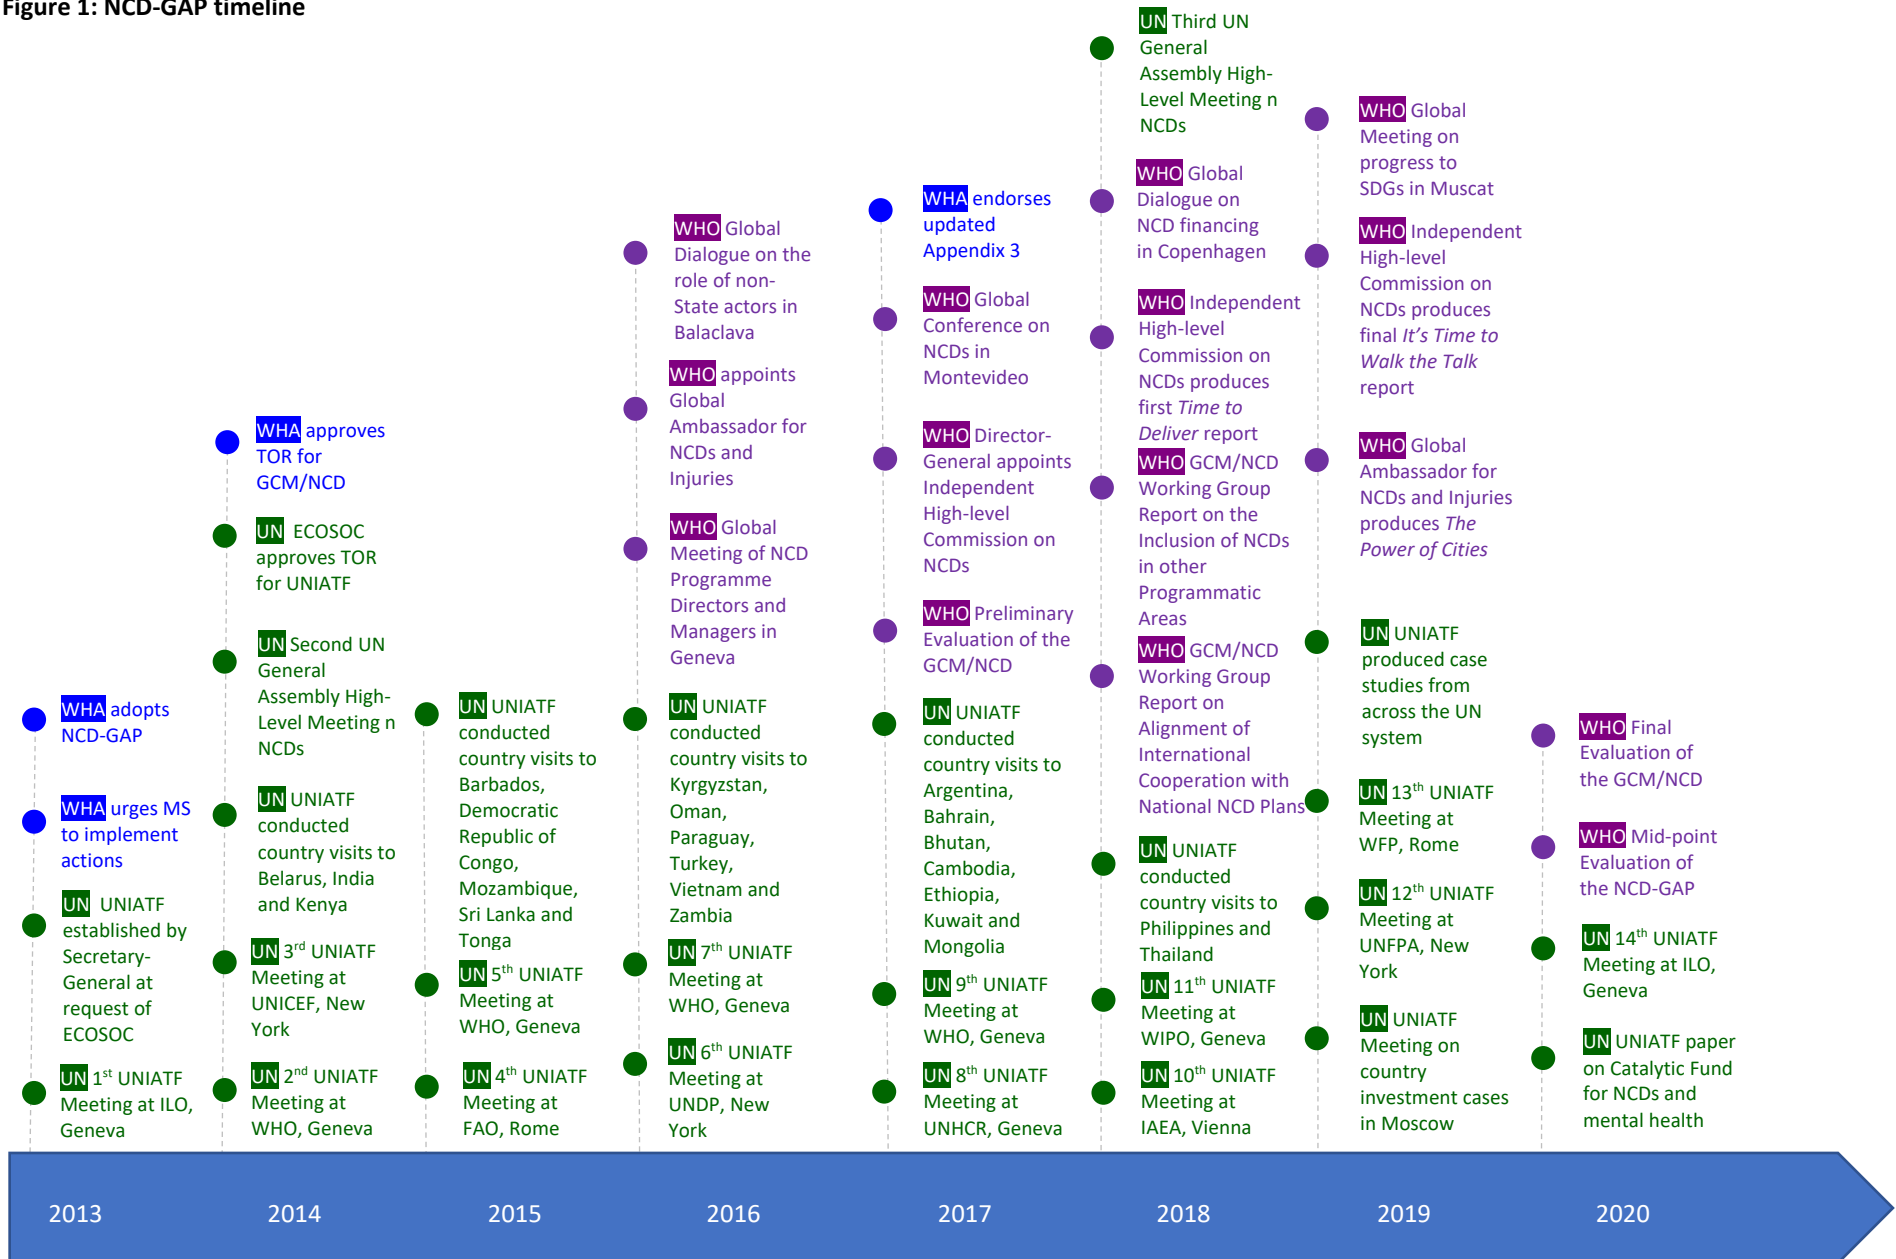 Figure 1: NCD-GAP timeline
WHA adopts
NCD-GAP
WHA urges MS
to implement
actions
UN UNIATF
established by
Secretary-
General at
request of
ECOSOC
UN 1st UNIATF
Meeting at ILO,
Geneva
WHA approves
TOR for
GCM/NCD
UN ECOSOC
approves TOR
for UNIATF
UN Second UN
General
Assembly High-
Level Meeting n
NCDs
UN UNIATF
conducted
country visits to
Belarus, India
and Kenya
UN 3rd UNIATF
Meeting at
UNICEF, New
York
UN 2nd UNIATF
Meeting at
WHO, Geneva
UN UNIATF
conducted
country visits to
Barbados,
Democratic
Republic of
Congo,
Mozambique,
Sri Lanka and
Tonga
UN 5th UNIATF
Meeting at
WHO, Geneva
UN 4th UNIATF
Meeting at
FAO, Rome
WHO Global
Dialogue on the
role of non-
State actors in
Balaclava
WHO appoints
Global
Ambassador for
NCDs and
Injuries
WHO Global
Meeting of NCD
Programme
Directors and
Managers in
Geneva
UN UNIATF
conducted
country visits to
Kyrgyzstan,
Oman,
Paraguay,
Turkey,
Vietnam and
Zambia
UN 7th UNIATF
Meeting at
WHO, Geneva
UN 6th UNIATF
Meeting at
UNDP, New
York
WHA endorses
updated
Appendix 3
WHO Global
Conference on
NCDs in
Montevideo
WHO Director-
General appoints
Independent
High-level
Commission on
NCDs
WHO Preliminary
Evaluation of the
GCM/NCD
UN UNIATF
conducted
country visits to
Argentina,
Bahrain,
Bhutan,
Cambodia,
Ethiopia,
Kuwait and
Mongolia
UN 9th UNIATF
Meeting at
WHO, Geneva
UN 8th UNIATF
Meeting at
UNHCR, Geneva
UN Third UN
General
Assembly High-
Level Meeting n
NCDs
WHO Global
Dialogue on
NCD financing
in Copenhagen
WHO Independent
High-level
Commission on
NCDs produces
first Time to
Deliver report
WHO GCM/NCD
Working Group
Report on the
Inclusion of NCDs
in other
Programmatic
Areas
WHO GCM/NCD
Working Group
Report on
Alignment of
International
Cooperation with
National NCD Plans
UN UNIATF
conducted
country visits to
Philippines and
Thailand
UN 11th UNIATF
Meeting at
WIPO, Geneva
UN 10th UNIATF
Meeting at
IAEA, Vienna
WHO Global
Meeting on
progress to
SDGs in Muscat
WHO Independent
High-level
Commission on
NCDs produces
final It's Time to
Walk the Talk
report
WHO Global
Ambassador for
NCDs and Injuries
produces The
Power of Cities
UN UNIATF
produced case
studies from
across the UN
system
UN 13th UNIATF
Meeting at
WFP, Rome
UN 12th UNIATF
Meeting at
UNFPA, New
York
UN UNIATF
Meeting on
country
investment cases
in Moscow
WHO Final
Evaluation of
the GCM/NCD
WHO Mid-point
Evaluation of
the NCD-GAP
UN 14th UNIATF
Meeting at ILO,
Geneva
UN UNIATF paper
on Catalytic Fund
for NCDs and
mental health
2013
2014
2015
2016
2017
2018
2019
2020